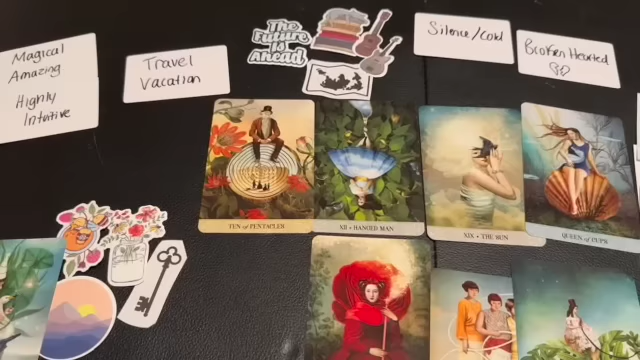 Magical
Amazing
Highly
Intuitive
Travel
Vacation
The
Future
Is
Ahead
Silence/Cold
Broken Hearted
TEN of PENTACLES
XII • HANGED MAN
XIX • THE SUN
QUEEN of CUPS